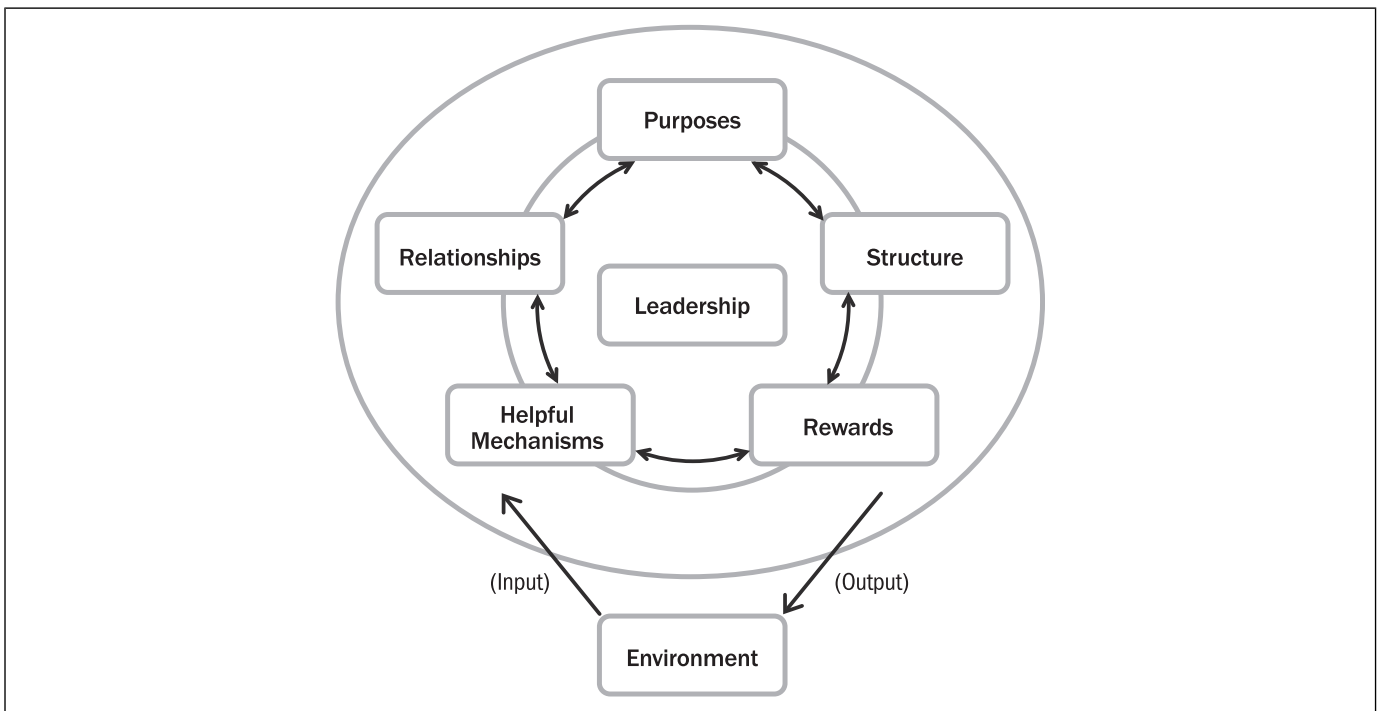 Purposes
Relationships
Structure
Leadership
Helpful
Mechanisms
Rewards
(Input)
(Output)
Environment